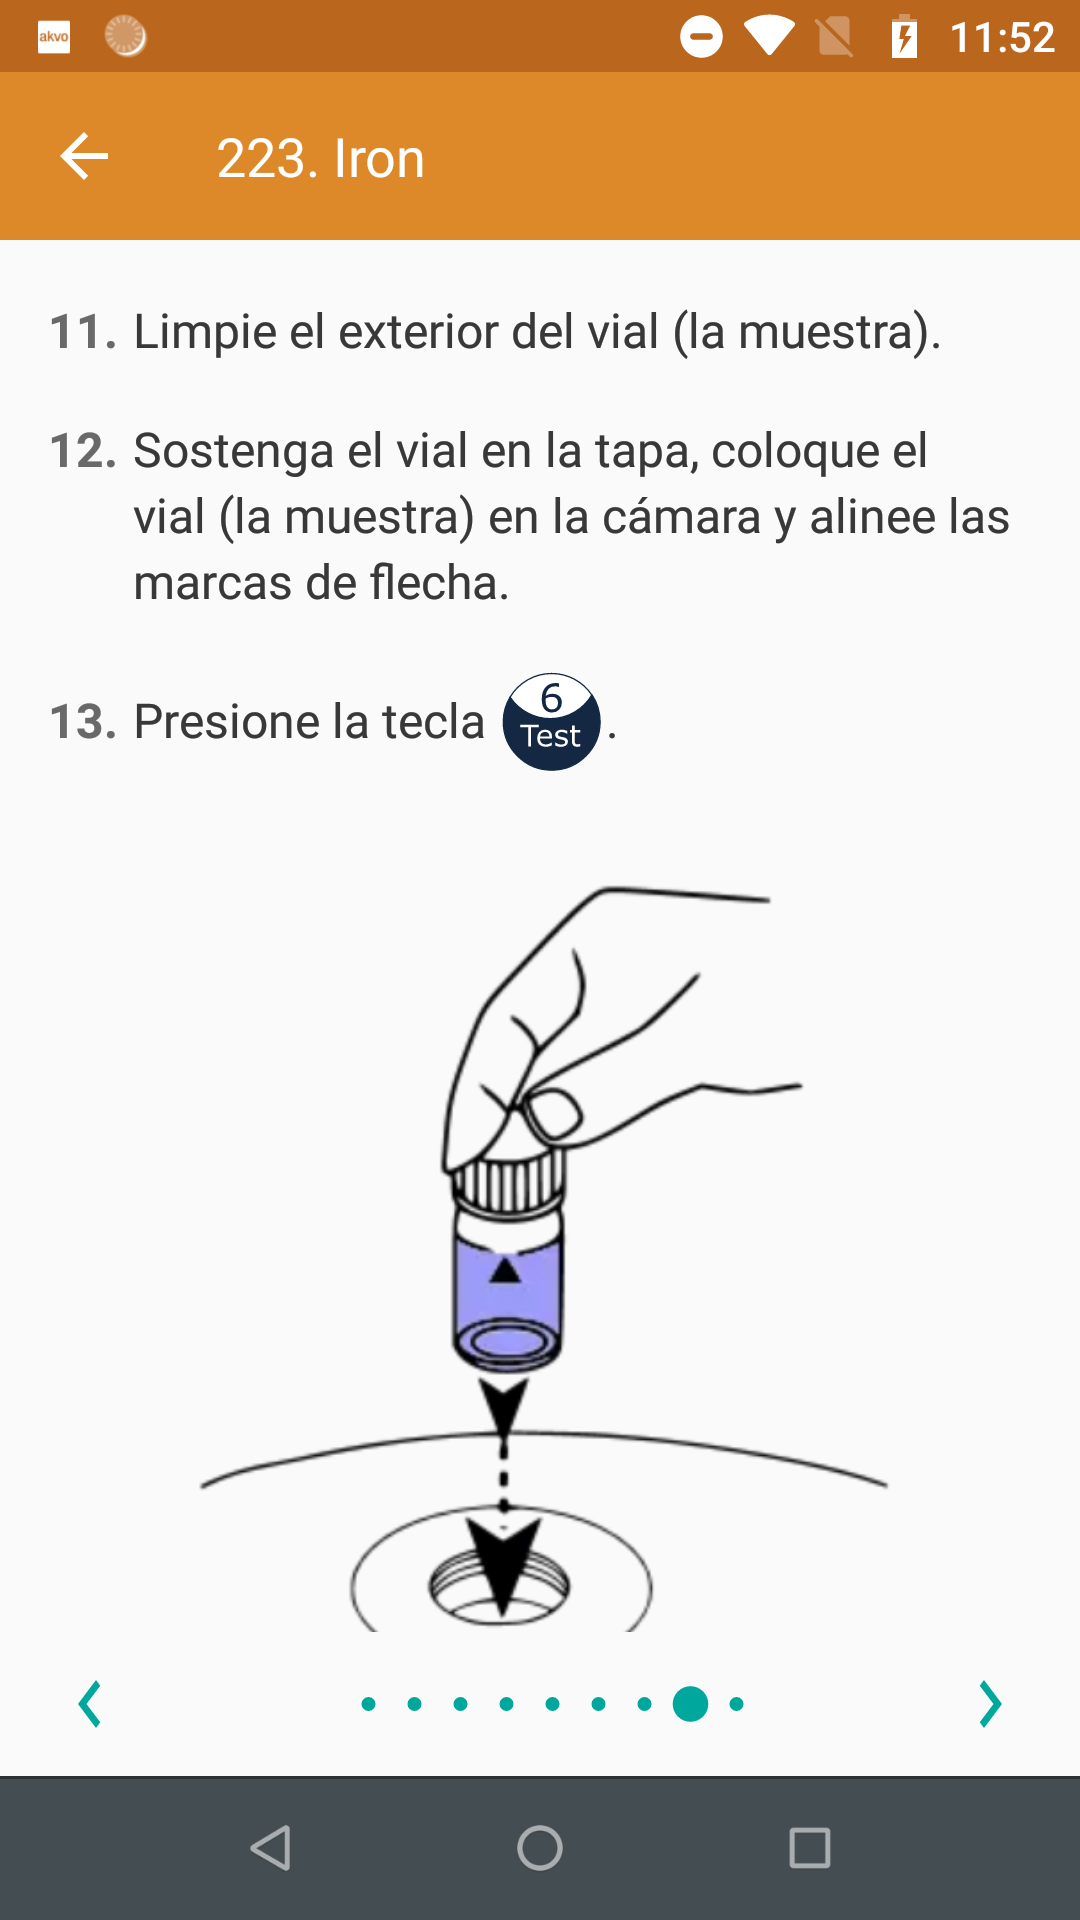 akvo
11:52
223. Iron
11. Limpie el exterior del vial (la muestra).
12. Sostenga el vial en la tapa, coloque el
vial (la muestra) en la cámara y alinee las
marcas de flecha.
13. Presione la tecla 6 Test .